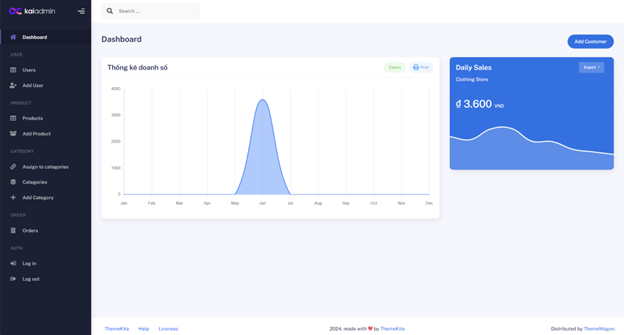 kaiadmin
Search ...
Dashboard
USER
Users
Add User
PRODUCT
Products
Add Product
CATEGORY
Assign to categories
Categories
Add Category
ORDER
Orders
AUTH
Log in
Log out
Dashboard
Add Customer
Thống kê doanh số
Export
Print
4000
3000
2000
1000
0
Jan Feb Mar Apr May Jun Jul Aug Sep Oct Nov Dec
Daily Sales
Export
Clothing Store
₫ 3.600 VND
ThemeKita Help Licenses
2024, made with ❤ by ThemeKita
Distributed by ThemeWagon.